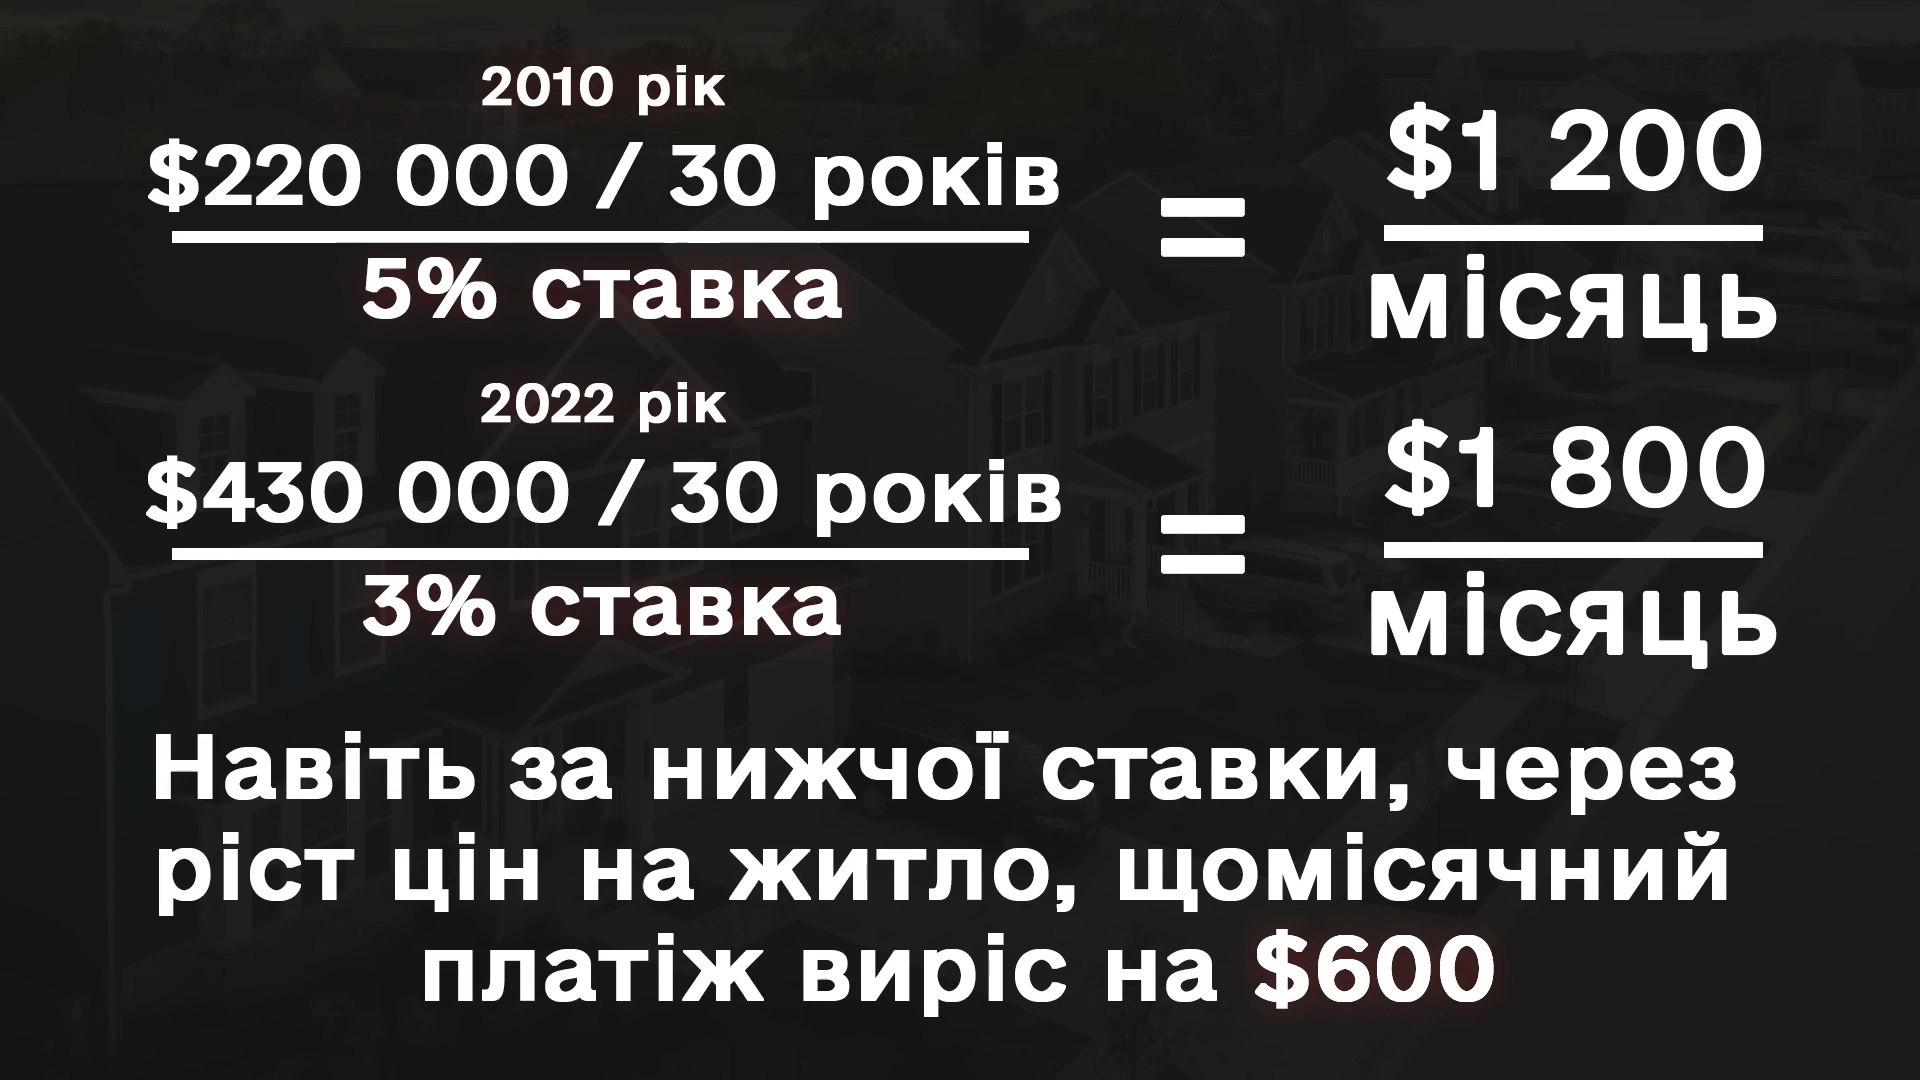 2010 рік
$220 000 / 30 років
5% ставка
=
$1 200
місяць
2022 рік
$430 000 / 30 років
3% ставка
=
$1 800
місяць
Навіть за нижчої ставки, через
ріст цін на житло, щомісячний
платіж виріс на $600